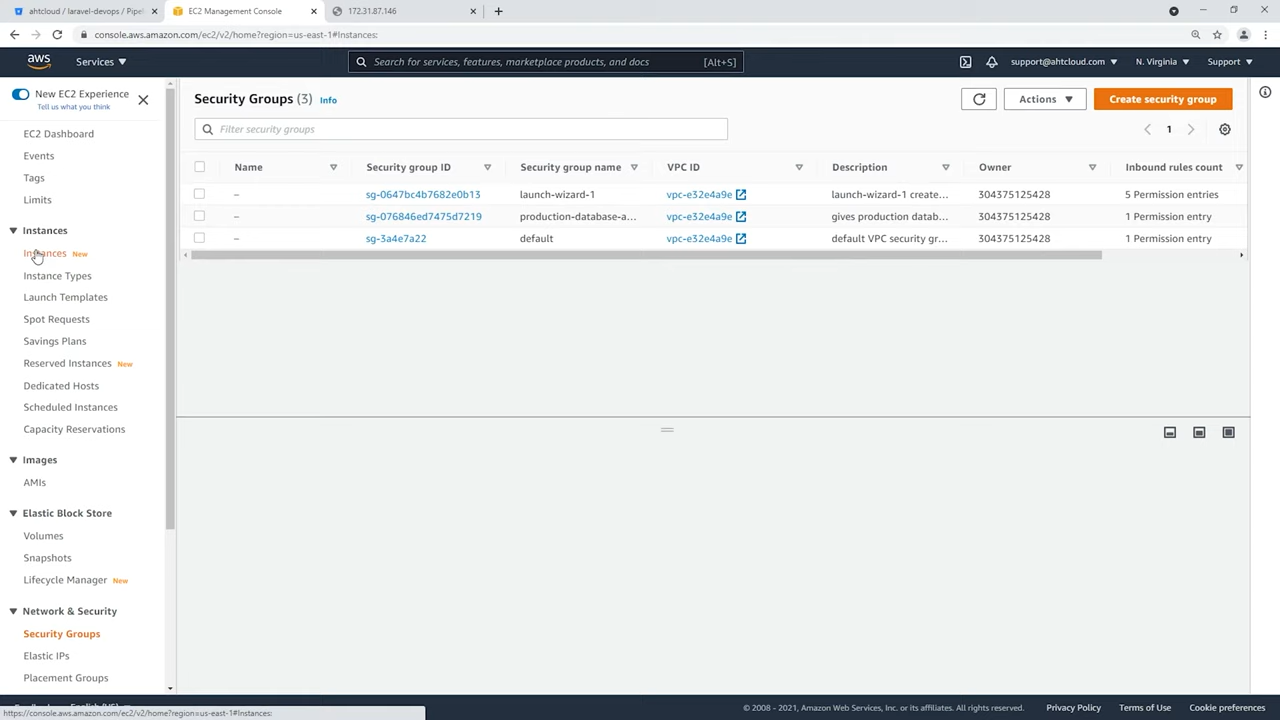 ahtcloud / laravel-devops / Pipel
EC2 Management Console
172.31.87.146
console.aws.amazon.com/ec2/v2/home?region=us-east-1#Instances:
aws
Services
Search for services, features, marketplace products, and docs
[Alt+S]
support@ahtcloud.com
N. Virginia
Support
New EC2 Experience
Tell us what you think
EC2 Dashboard
Events
Tags
Limits
Instances
Instances New
Instance Types
Launch Templates
Spot Requests
Savings Plans
Reserved Instances New
Dedicated Hosts
Scheduled Instances
Capacity Reservations
Images
AMIs
Elastic Block Store
Volumes
Snapshots
Lifecycle Manager New
Network & Security
Security Groups
Elastic IPs
Placement Groups
Security Groups (3) Info
Actions
Create security group
Filter security groups
1
Name Security group ID Security group name VPC ID Description Owner Inbound rules count
– sg-0647bc4b7682e0b13 launch-wizard-1 vpc-e32e4a9e launch-wizard-1 create... 304375125428 5 Permission entries
– sg-076846ed7475d7219 production-database-a... vpc-e32e4a9e gives production datab... 304375125428 1 Permission entry
– sg-3a4e7a22 default vpc-e32e4a9e default VPC security gr... 304375125428 1 Permission entry
https://console.aws.amazon.com/ec2/v2/home?region=us-east-1#Instances:
© 2008 - 2021, Amazon Web Services, Inc. or its affiliates. All rights reserved.
Privacy Policy
Terms of Use
Cookie preferences